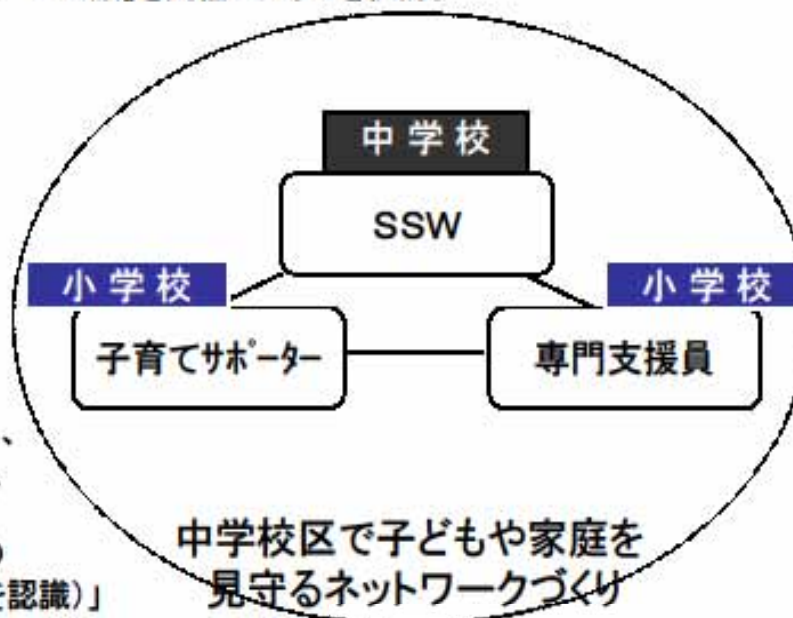 中学校
SSW
小学校
小学校
子育てｻﾎﾟｰﾀｰ
専門支援員
中学校区で子どもや家庭を
認識)」
見守るネットワークづくり